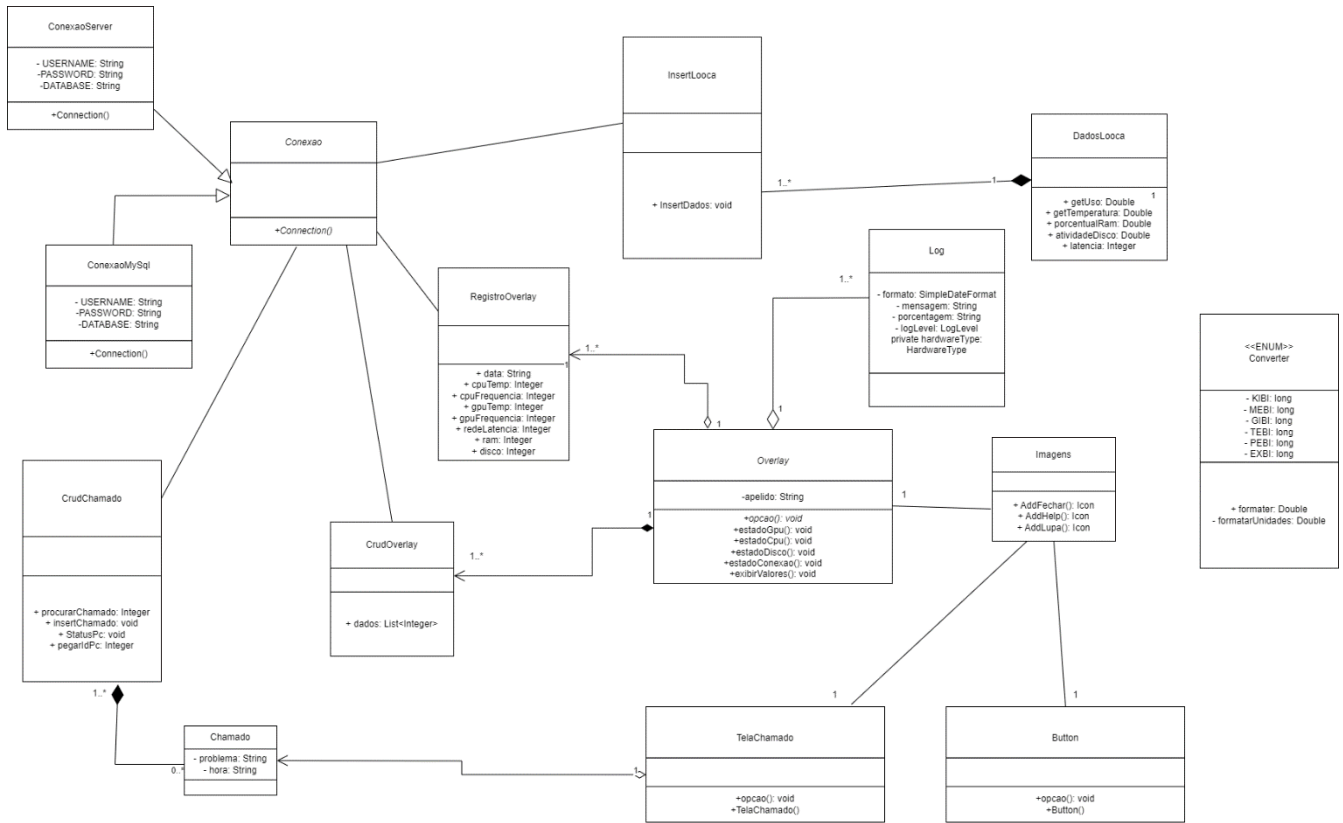 ConexaoServer
- USERNAME: String
-PASSWORD: String
-DATABASE: String
+Connection()
Conexao
+Connection()
ConexaoMySql
- USERNAME: String
-PASSWORD: String
-DATABASE: String
+Connection()
InsertLooca
+ InsertDados: void
1..*
1
DadosLooca
1
+ getUso: Double
+ getTemperatura: Double
+ porcentualRam: Double
+ atividadeDisco: Double
+ latencia: Integer
Log
- formato: SimpleDateFormat
- mensagem: String
- porcentagem: String
- logLevel: LogLevel
private hardwareType:
HardwareType
1..*
1
RegistroOverlay
1
+ data: String
+ cpuTemp: Integer
+ cpuFrequencia: Integer
+ gpuTemp: Integer
+ gpuFrequencia: Integer
+ redeLatencia: Integer
+ ram: Integer
+ disco: Integer
1..*
1
<<ENUM>>
Converter
- KIBI: long
- MEBI: long
- GIBI: long
- TEBI: long
- PEBI: long
- EXBI: long
+ formater: Double
- formatarUnidades: Double
Overlay
-apelido: String
+opcao(): void
+estadoGpu(): void
+estadoCpu(): void
+estadoDisco(): void
+estadoConexao(): void
+exibirValores(): void
1
1
Imagens
+ AddFechar(): Icon
+ AddHelp(): Icon
+ AddLupa(): Icon
CrudChamado
+ procurarChamado: Integer
+ insertChamado: void
+ StatusPc: void
+ pegarIdPc: Integer
1..*
CrudOverlay
+ dados: List<Integer>
1..*
Chamado
- problema: String
- hora: String
0..*
1
TelaChamado
+opcao(): void
+TelaChamado()
1
Button
+opcao(): void
+Button()
1